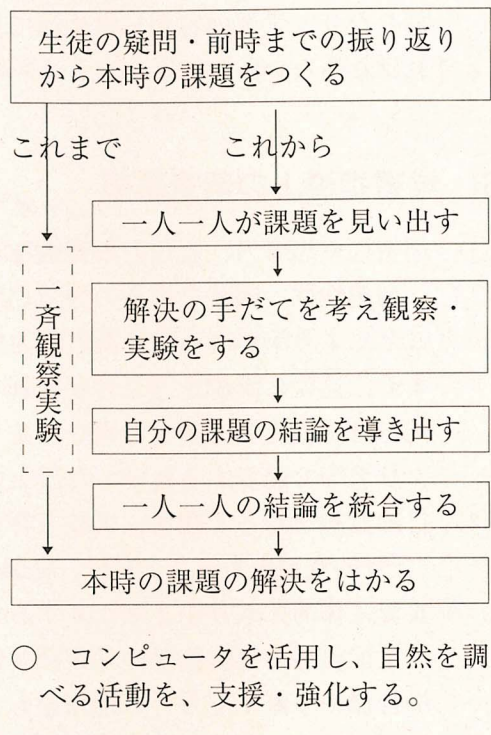 生徒の疑問・前時までの振り返り
から本時の課題をつくる
これまで
これから
一人一人が課題を見い出す
一斉観察実験
解決の手だてを考え観察・
実験をする
自分の課題の結論を導き出す
一人一人の結論を統合する
本時の課題の解決をはかる
○　コンピュータを活用し、自然を調
べる活動を、支援・強化する。